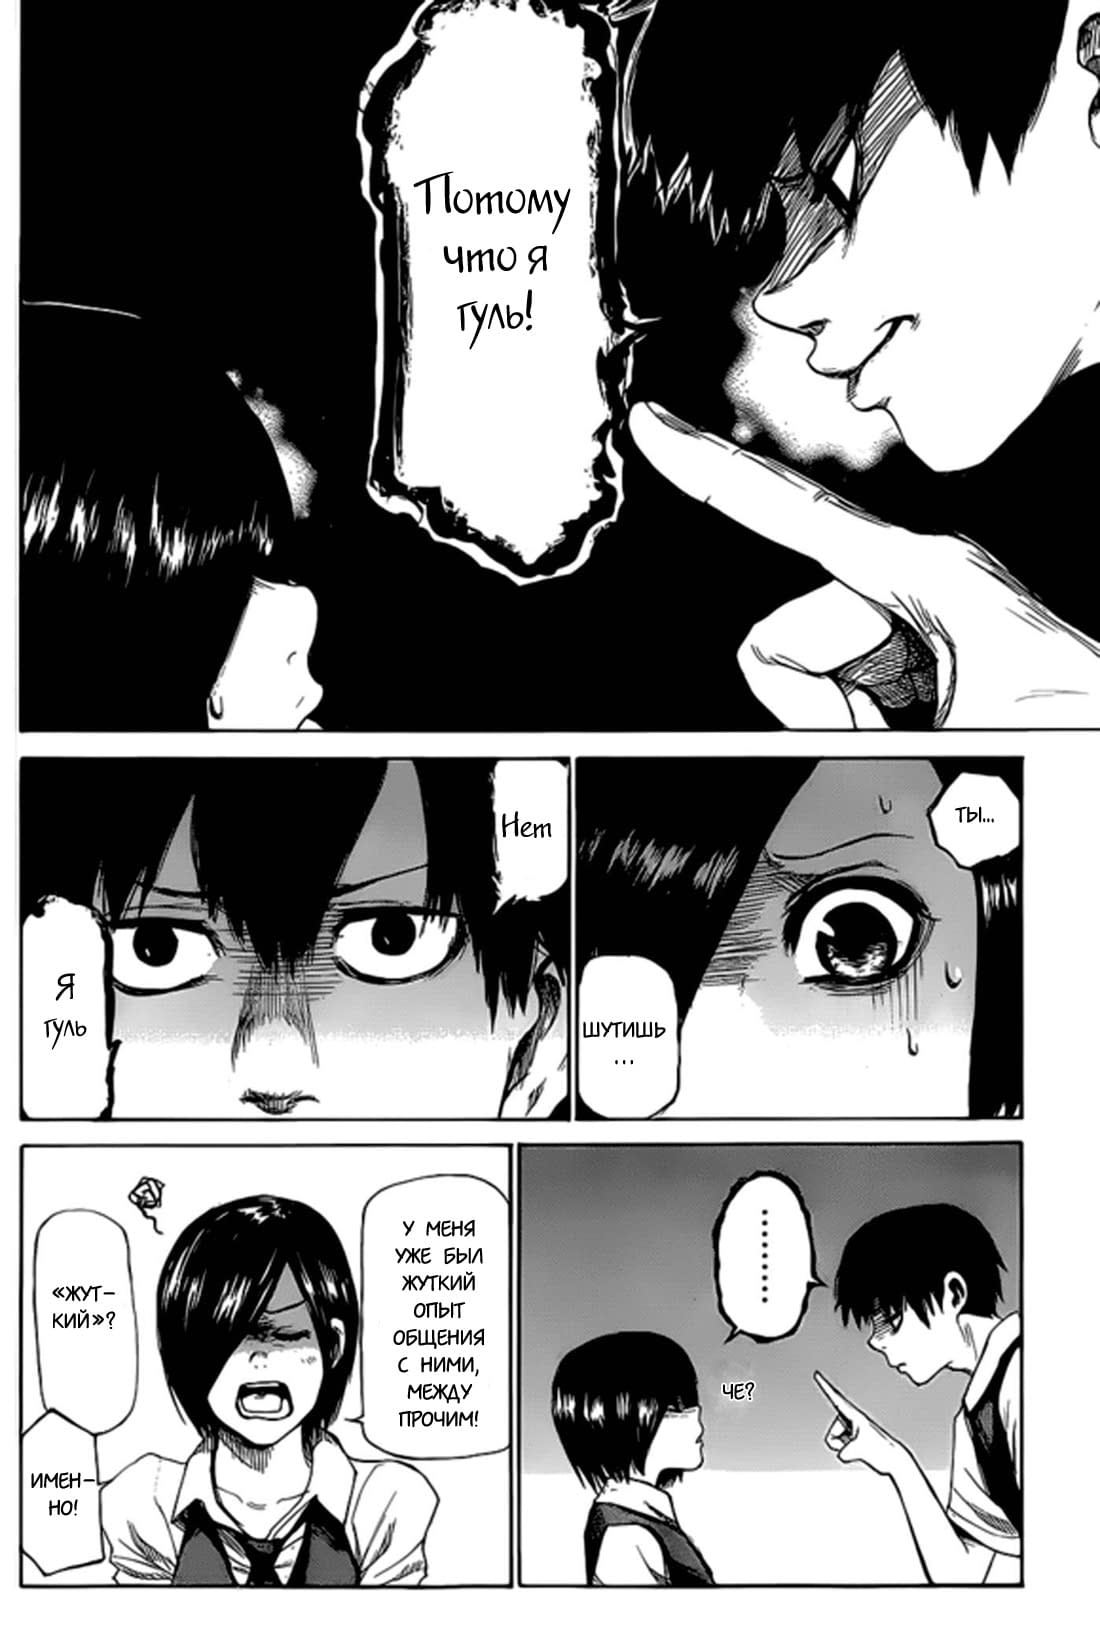 Потому
что я
гуль!
ТЫ...
ШУТИШЬ
...
Нет
Я
гуль
.........
ЧЕ?
У МЕНЯ
УЖЕ БЫЛ
ЖУТКИЙ
ОПЫТ
ОБЩЕНИЯ
С НИМИ,
МЕЖДУ
ПРОЧИМ!
«ЖУТ-
КИЙ»?
ИМЕН-
НО!